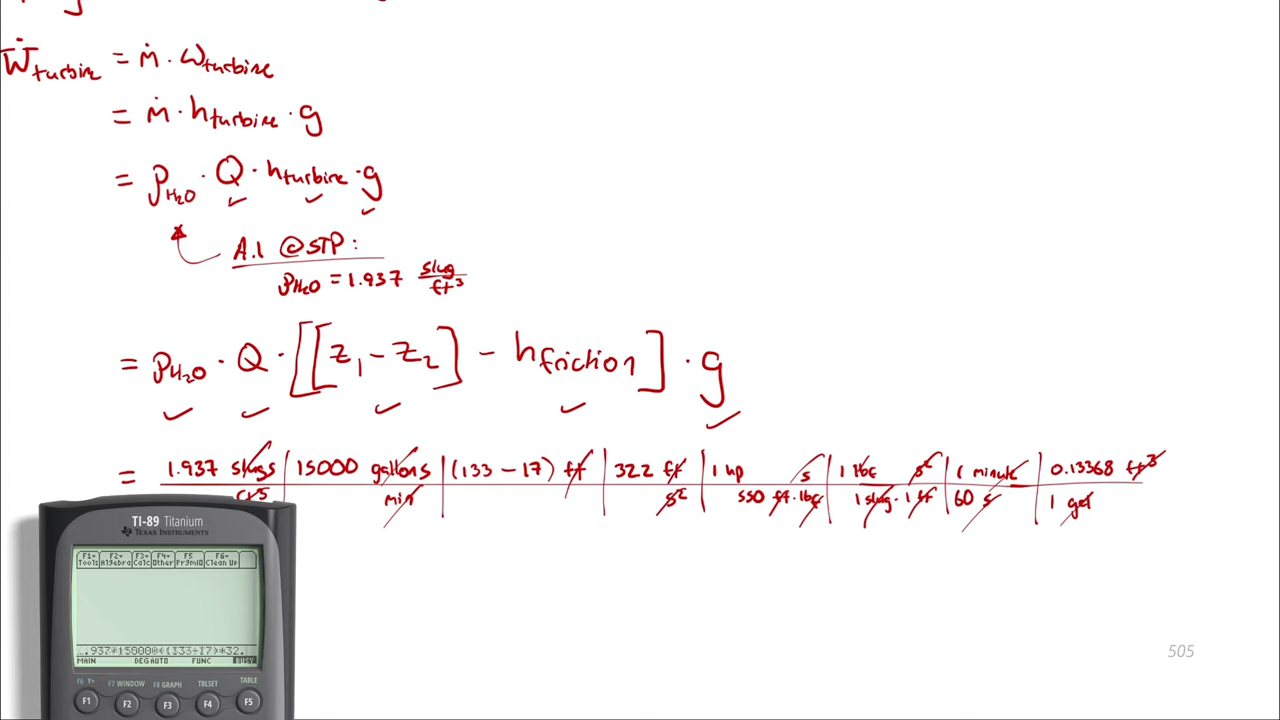 Ẇturbine = ṁ · ωturbine
= ṁ · hturbine · g
= ρH₂O · Q · hturbine · g
A.1 @STP:
ρH₂O = 1.937 slug/ft³
= ρH₂O · Q · [[z₁ - z₂] - hfriction] · g
= 1.937 slugs | 15000 gallons | (133 - 17) ft | 32.2 ft | 1 hp s | 1 lbf s² | 1 minute | 0.13368 ft³
min | s² | 550 ft·lbf | 1 slug · 1 ft | 60 s | 1 gal
TI-89 Titanium
TEXAS INSTRUMENTS
F1 Tools F2 Algebra F3 Calc F4 Other F5 PrgmIO F6 Clean Up
...937*15000*(133+17)*32.
MAIN DEG AUTO FUNC BUSY
F6 Y= F7 WINDOW F8 GRAPH TBLSET TABLE
F1 F2 F3 F4 F5
505